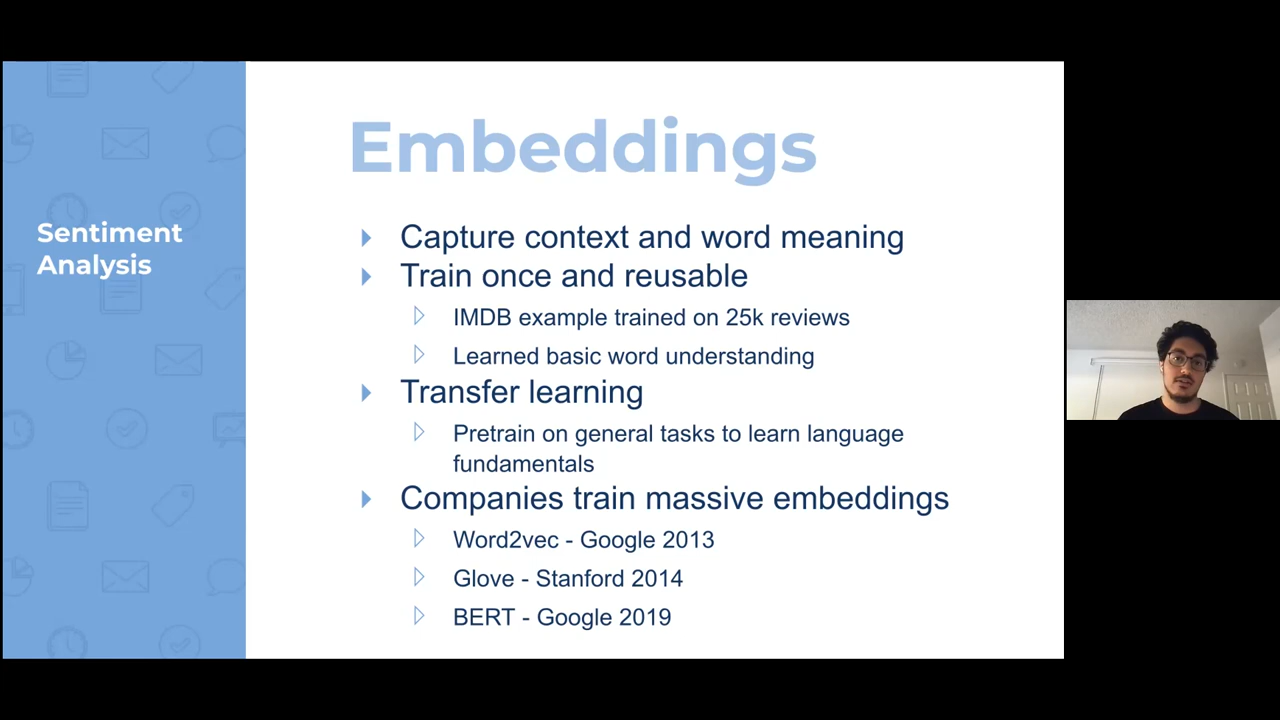 Sentiment
Analysis
Embeddings
Capture context and word meaning
Train once and reusable
IMDB example trained on 25k reviews
Learned basic word understanding
Transfer learning
Pretrain on general tasks to learn language
fundamentals
Companies train massive embeddings
Word2vec - Google 2013
Glove - Stanford 2014
BERT - Google 2019